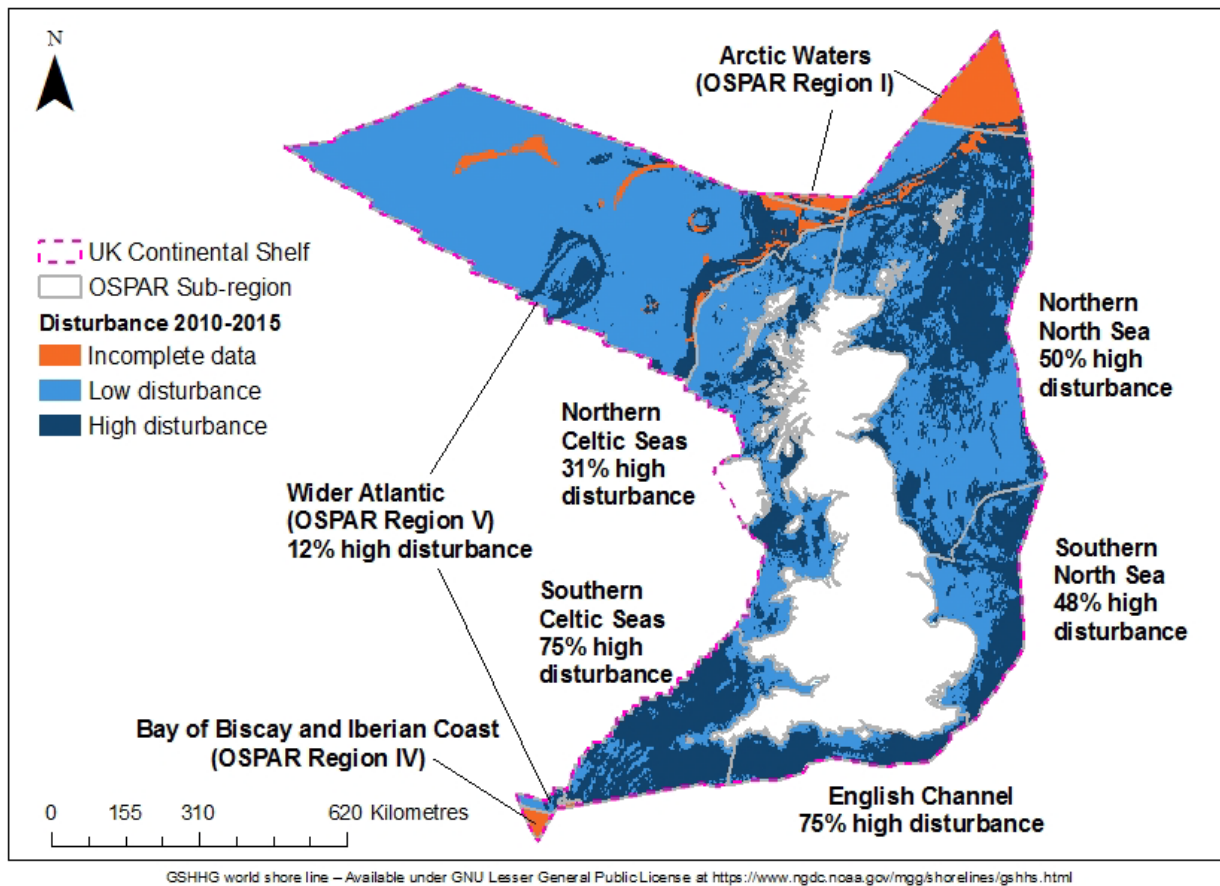 N
Arctic Waters
(OSPAR Region I)
UK Continental Shelf
OSPAR Sub-region
Disturbance 2010-2015
Incomplete data
Low disturbance
High disturbance
Northern
North Sea
50% high
disturbance
Northern
Celtic Seas
31% high
disturbance
Wider Atlantic
(OSPAR Region V)
12% high disturbance
Southern
North Sea
48% high
disturbance
Southern
Celtic Seas
75% high
disturbance
Bay of Biscay and Iberian Coast
(OSPAR Region IV)
English Channel
75% high disturbance
0 155 310 620 Kilometres
GSHHG world shore line – Available under GNU Lesser General Public License at https://www.ngdc.noaa.gov/mgg/shorelines/gshhs.html